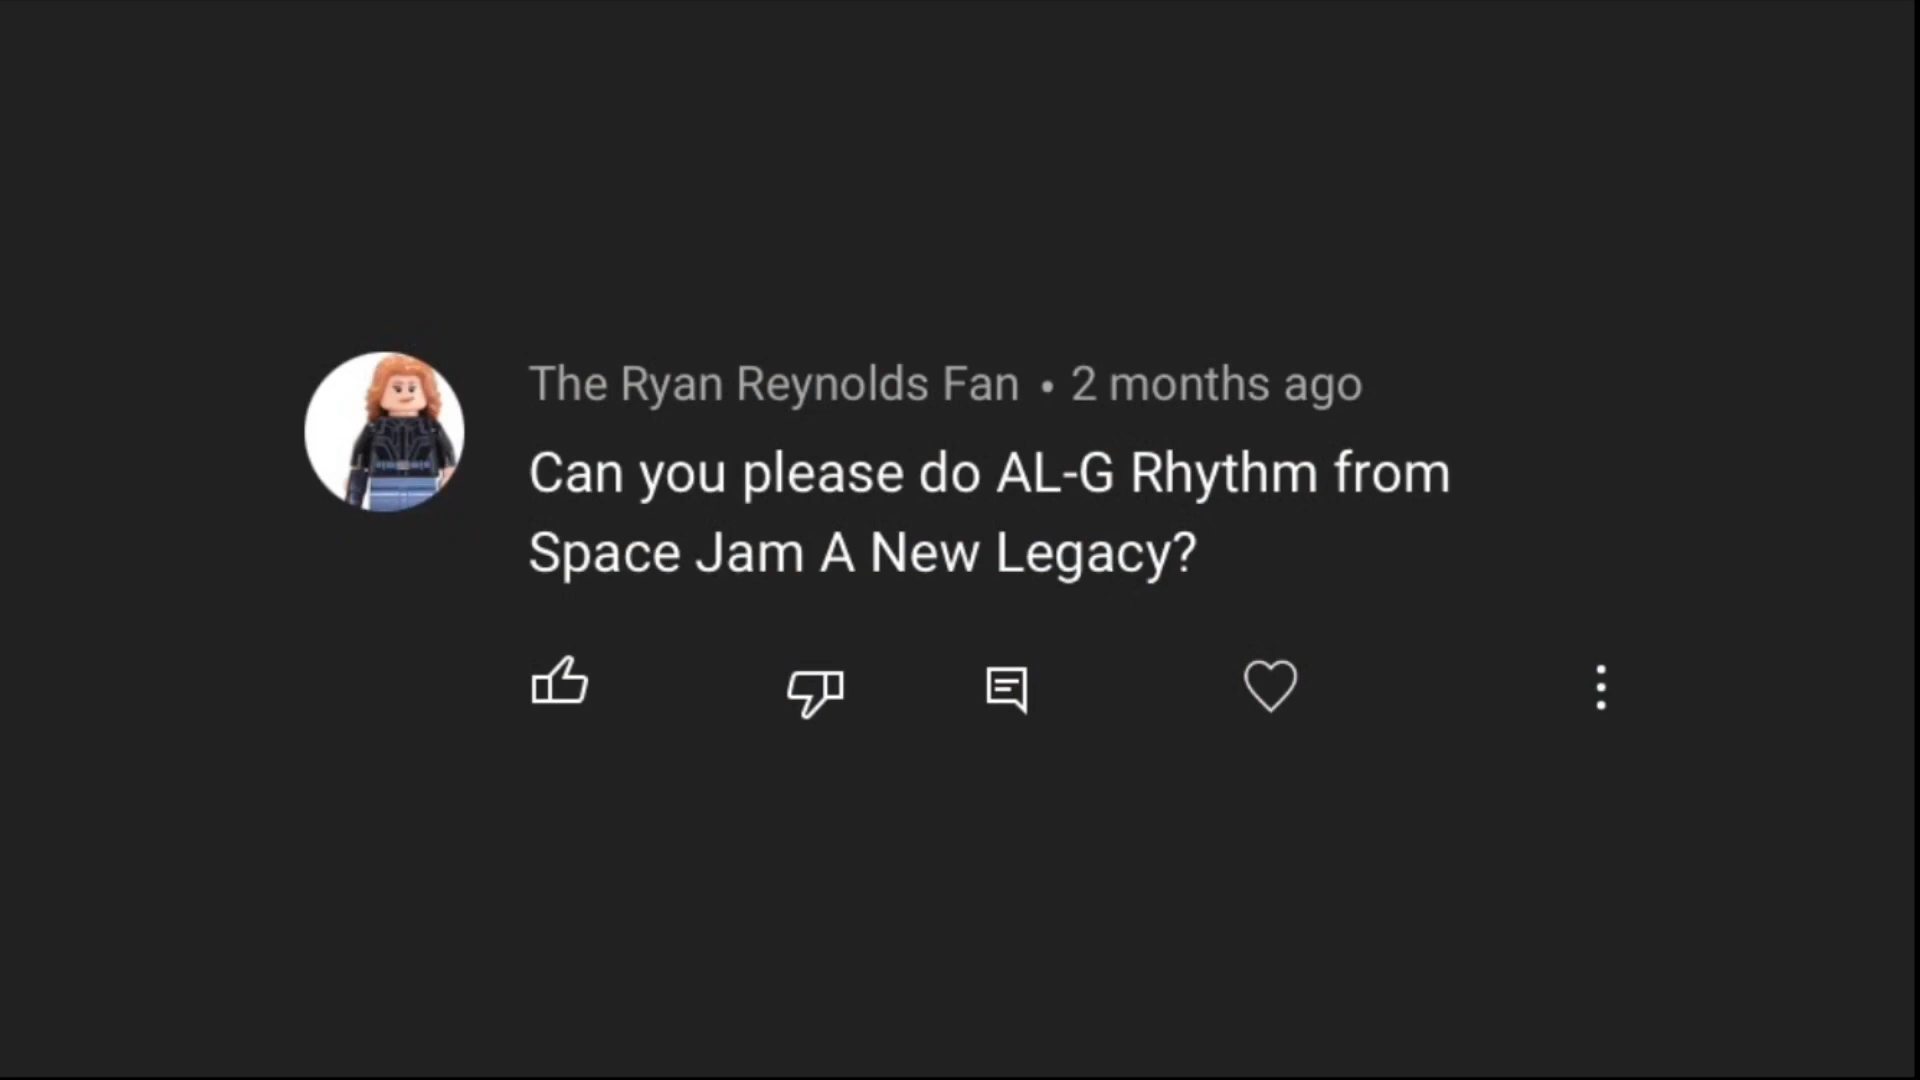 The Ryan Reynolds Fan • 2 months ago
Can you please do AL-G Rhythm from
Space Jam A New Legacy?